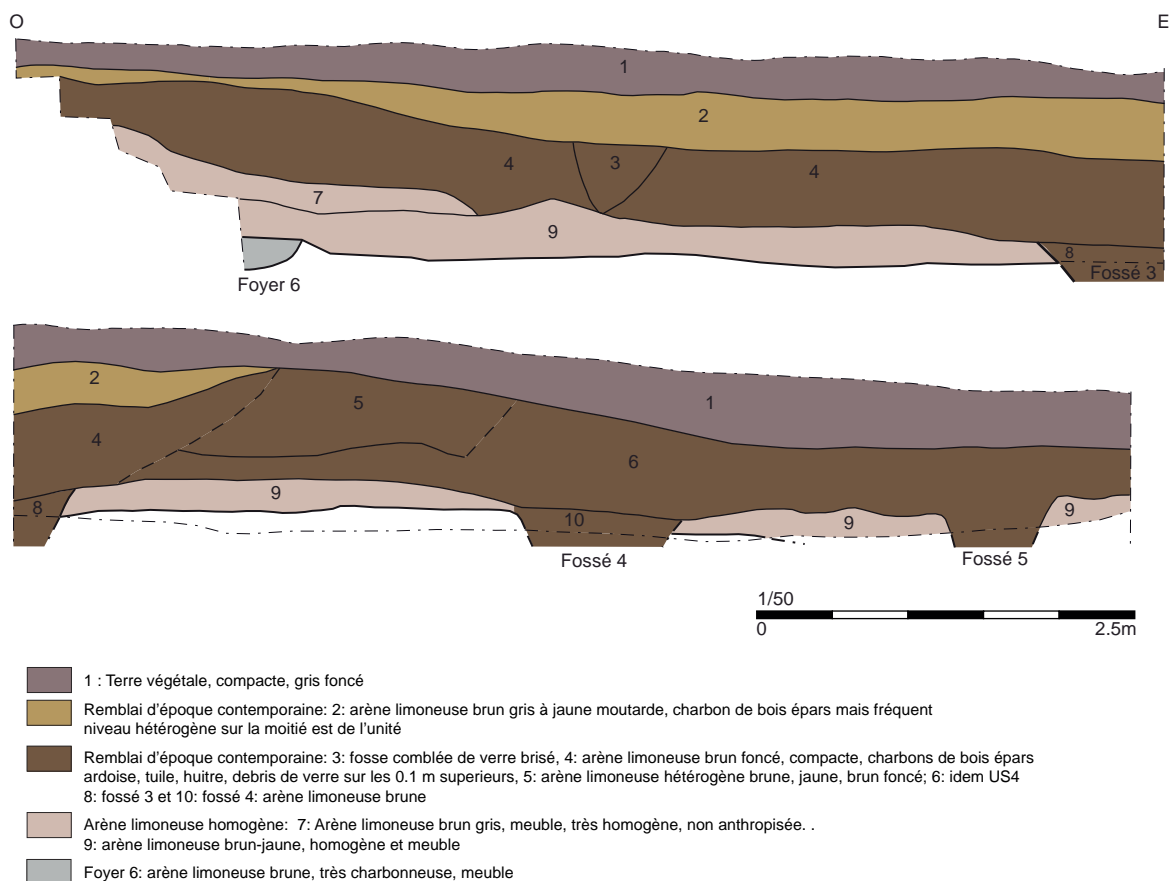 O
E
1
2
4
3
4
7
9
8
Foyer 6
Fossé 3
2
5
1
4
6
9
8
10
9
9
Fossé 4
Fossé 5
1/50
0
2.5m
1 : Terre végétale, compacte, gris foncé
Remblai d’époque contemporaine: 2: arène limoneuse brun gris à jaune moutarde, charbon de bois épars mais fréquent
niveau hétérogène sur la moitié est de l’unité
Remblai d’époque contemporaine: 3: fosse comblée de verre brisé, 4: arène limoneuse brun foncé, compacte, charbons de bois épars
ardoise, tuile, huitre, debris de verre sur les 0.1 m superieurs, 5: arène limoneuse hétérogène brune, jaune, brun foncé; 6: idem US4
8: fossé 3 et 10: fossé 4: arène limoneuse brune
Arène limoneuse homogène: 7: Arène limoneuse brun gris, meuble, très homogène, non anthropisée. .
9: arène limoneuse brun-jaune, homogène et meuble
Foyer 6: arène limoneuse brune, très charbonneuse, meuble